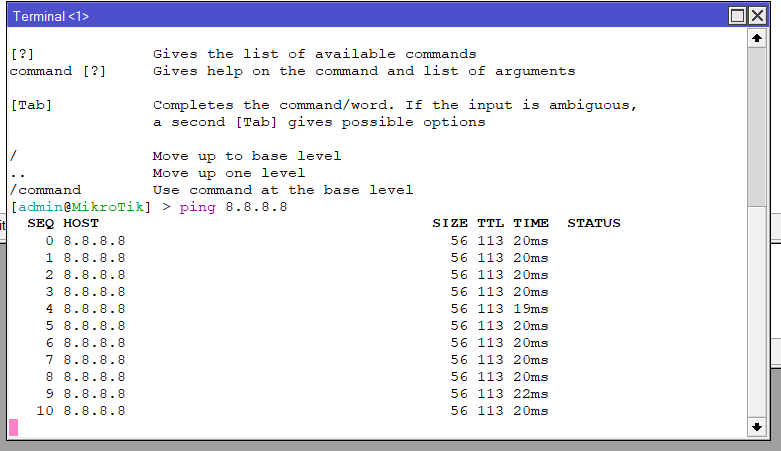 Terminal <1>
[?] Gives the list of available commands
command [?] Gives help on the command and list of arguments
[Tab] Completes the command/word. If the input is ambiguous,
a second [Tab] gives possible options
/ Move up to base level
.. Move up one level
/command Use command at the base level
[admin@MikroTik] > ping 8.8.8.8
SEQ HOST SIZE TTL TIME STATUS
0 8.8.8.8 56 113 20ms
1 8.8.8.8 56 113 20ms
2 8.8.8.8 56 113 20ms
3 8.8.8.8 56 113 20ms
4 8.8.8.8 56 113 19ms
5 8.8.8.8 56 113 20ms
6 8.8.8.8 56 113 20ms
7 8.8.8.8 56 113 20ms
8 8.8.8.8 56 113 20ms
9 8.8.8.8 56 113 22ms
10 8.8.8.8 56 113 20ms